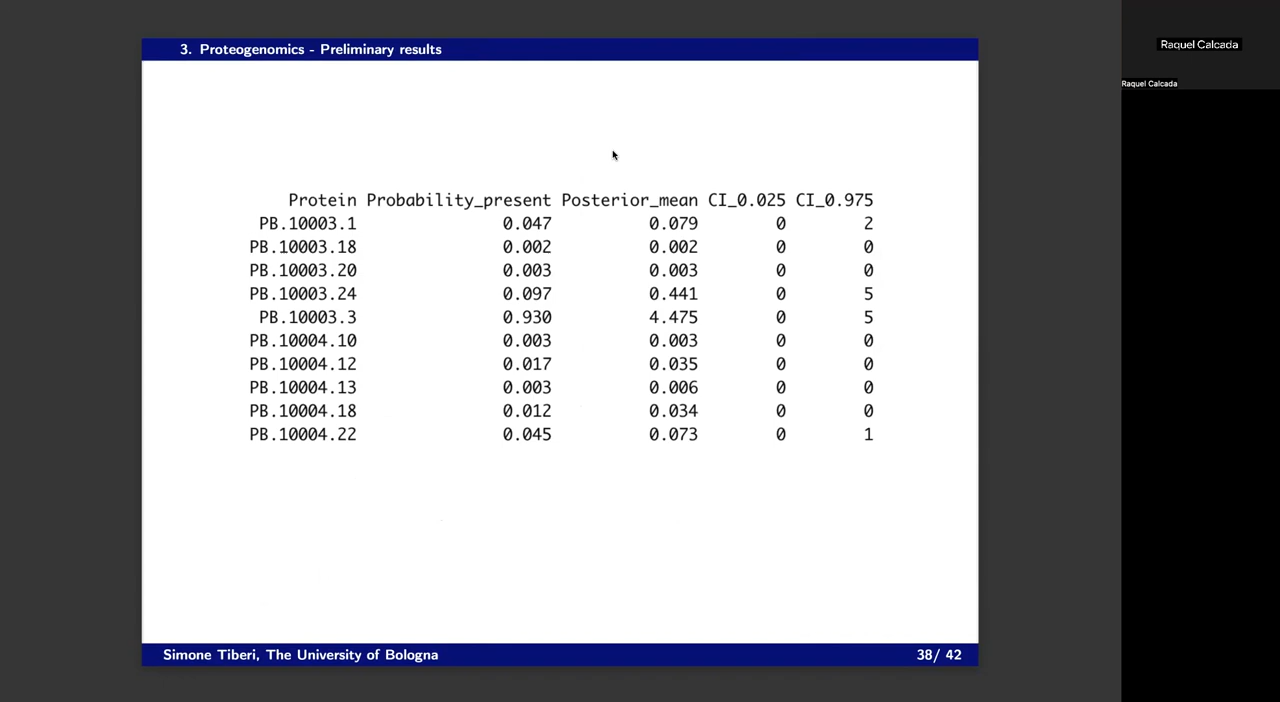 3. Proteogenomics - Preliminary results
Raquel Calcada
Raquel Calcada
Protein Probability_present Posterior_mean CI_0.025 CI_0.975
PB.10003.1 0.047 0.079 0 2
PB.10003.18 0.002 0.002 0 0
PB.10003.20 0.003 0.003 0 0
PB.10003.24 0.097 0.441 0 5
PB.10003.3 0.930 4.475 0 5
PB.10004.10 0.003 0.003 0 0
PB.10004.12 0.017 0.035 0 0
PB.10004.13 0.003 0.006 0 0
PB.10004.18 0.012 0.034 0 0
PB.10004.22 0.045 0.073 0 1
Simone Tiberi, The University of Bologna 38/ 42